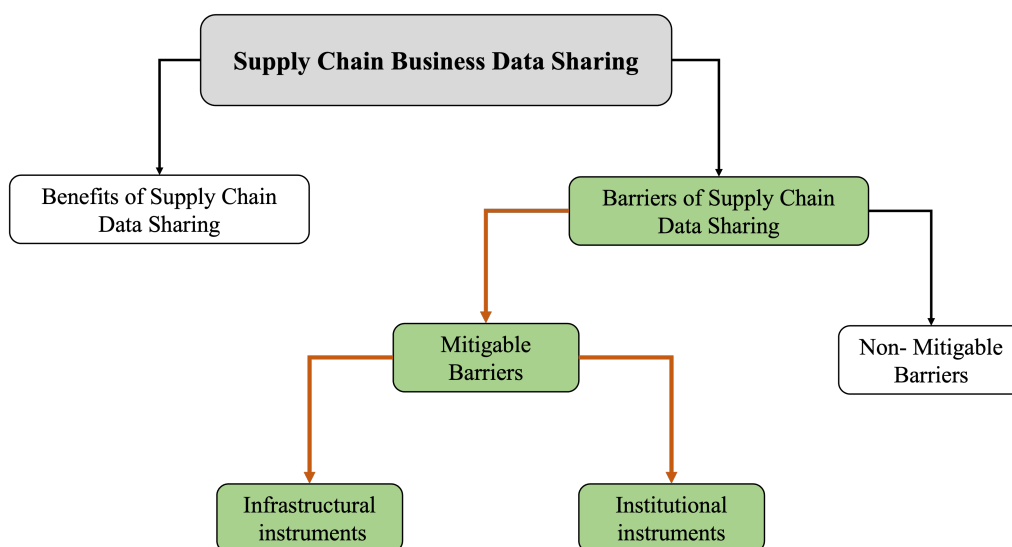 Supply Chain Business Data Sharing
Benefits of Supply Chain
Data Sharing
Barriers of Supply Chain
Data Sharing
Mitigable
Barriers
Non- Mitigable
Barriers
Infrastructural
instruments
Institutional
instruments